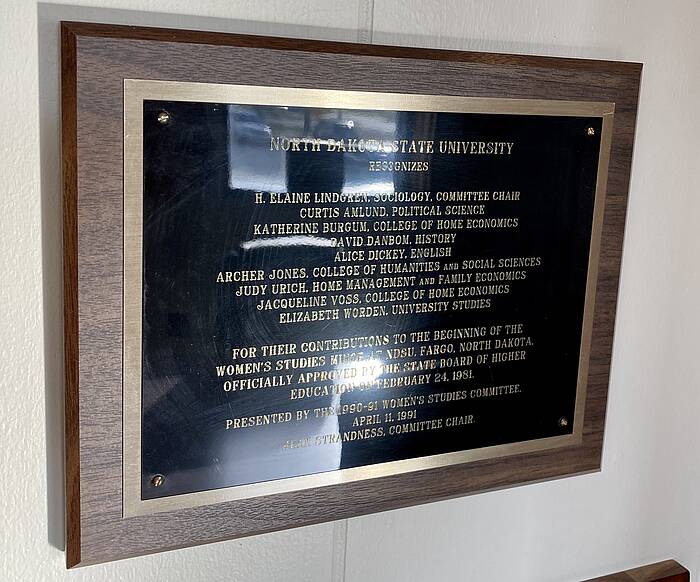 NORTH DAKOTA STATE UNIVERSITY
RECOGNIZES
H. ELAINE LINDGREN, SOCIOLOGY, COMMITTEE CHAIR
CURTIS AMLUND, POLITICAL SCIENCE
KATHERINE BURGUM, COLLEGE OF HOME ECONOMICS
DAVID DANBOM, HISTORY
ALICE DICKEY, ENGLISH
ARCHER JONES, COLLEGE OF HUMANITIES AND SOCIAL SCIENCES
JUDY URICH, HOME MANAGEMENT AND FAMILY ECONOMICS
JACQUELINE VOSS, COLLEGE OF HOME ECONOMICS
ELIZABETH WORDEN, UNIVERSITY STUDIES
FOR THEIR CONTRIBUTIONS TO THE BEGINNING OF THE
WOMEN'S STUDIES MINOR AT NDSU, FARGO, NORTH DAKOTA,
OFFICIALLY APPROVED BY THE STATE BOARD OF HIGHER
EDUCATION ON FEBRUARY 24, 1981.
PRESENTED BY THE 1990-91 WOMEN'S STUDIES COMMITTEE.
APRIL 11, 1991
STRANDNESS, COMMITTEE CHAIR